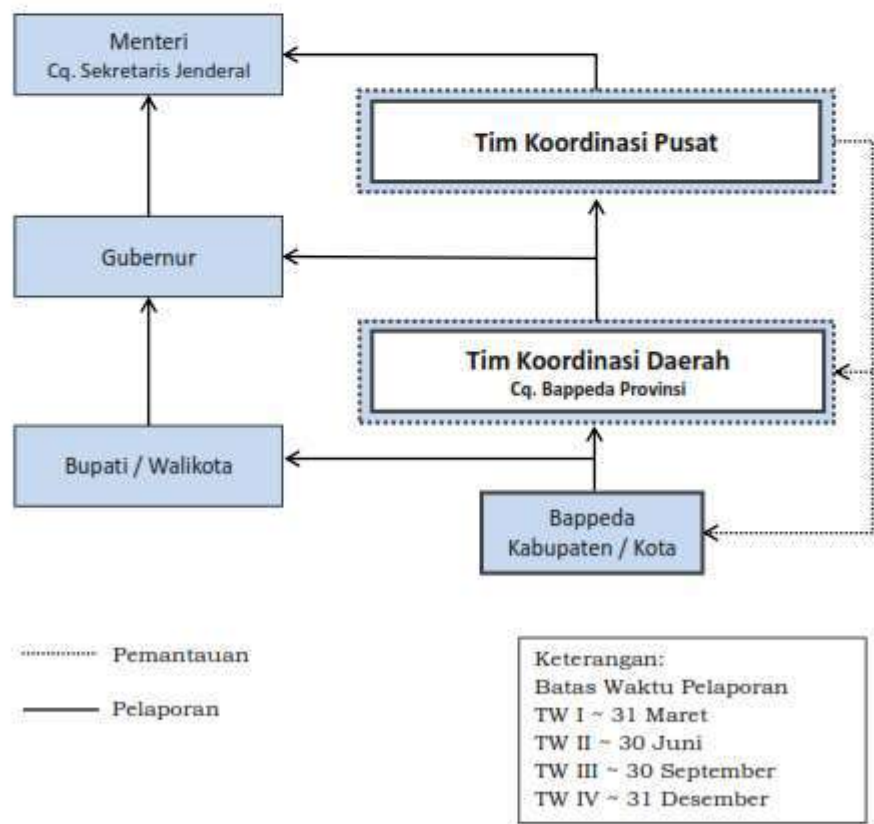 Menteri
Cq. Sekretaris Jenderal
Tim Koordinasi Pusat
Gubernur
Tim Koordinasi Daerah
Cq. Bappeda Provinsi
Bupati / Walikota
Bappeda
Kabupaten / Kota
Pemantauan
Pelaporan
Keterangan:
Batas Waktu Pelaporan
TW I ~ 31 Maret
TW II ~ 30 Juni
TW III ~ 30 September
TW IV ~ 31 Desember